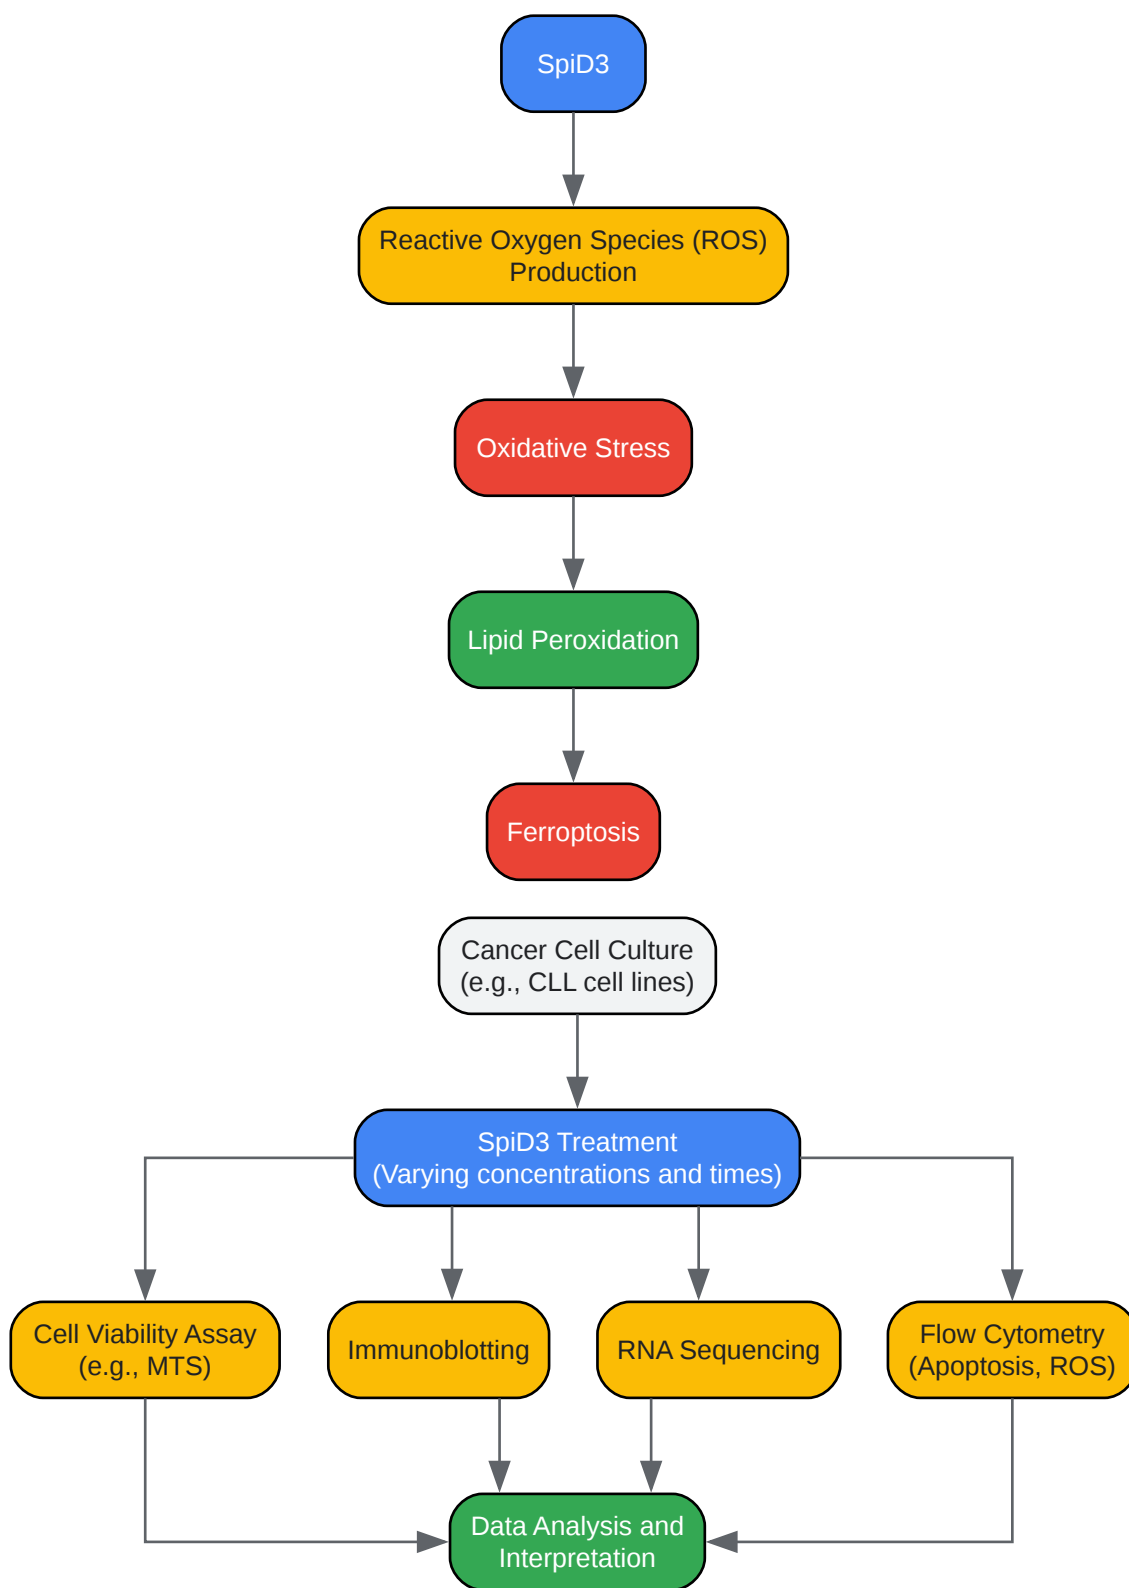 SpiD3
Reactive Oxygen Species (ROS)
Production
Oxidative Stress
Lipid Peroxidation
Ferroptosis
Cancer Cell Culture
(e.g., CLL cell lines)
SpiD3 Treatment
(Varying concentrations and times)
Cell Viability Assay
(e.g., MTS)
Immunoblotting
RNA Sequencing
Flow Cytometry
(Apoptosis, ROS)
Data Analysis and
Interpretation